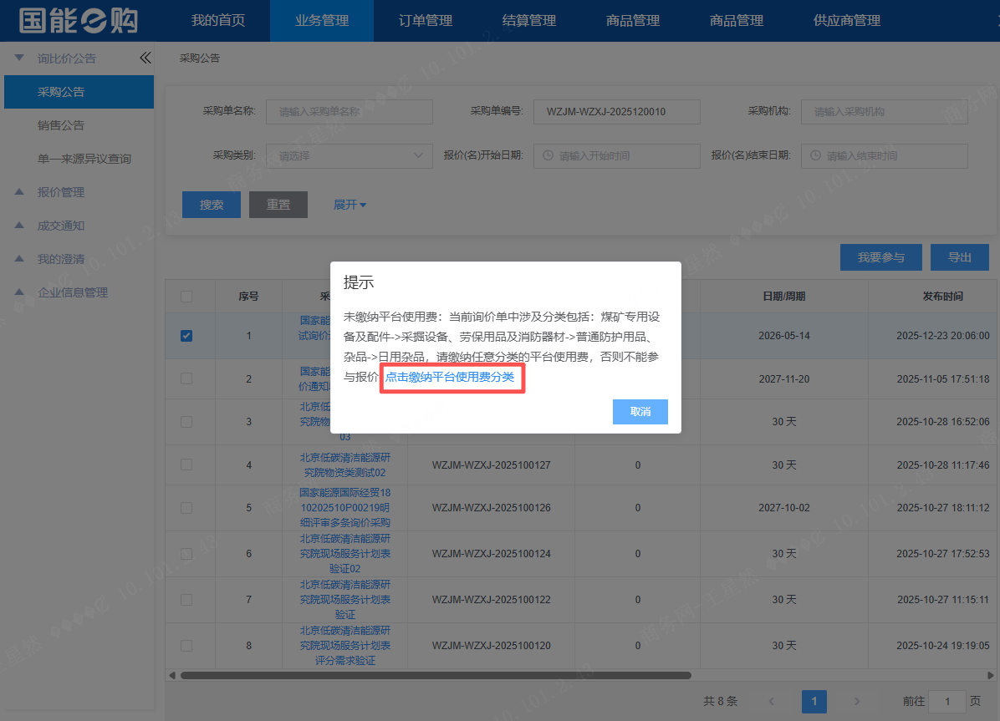 国能e购
我的首页
业务管理
订单管理
结算管理
商品管理
商品管理
供应商管理
询比价公告
采购公告
销售公告
单一来源异议查询
报价管理
成交通知
我的澄清
企业信息管理
采购公告
采购单名称:
请输入采购单名称
采购单编号:
WZJM-WZXJ-2025120010
采购机构:
请输入采购机构
采购类别:
请选择
报价(名)开始日期:
请输入开始时间
报价(名)结束日期:
请输入结束时间
搜索
重置
展开
我要参与
导出
序号
采
日期/周期
发布时间
1
国家能
试询价
2026-05-14
2025-12-23 20:06:00
2
国家能
价通知
2027-11-20
2025-11-05 17:51:18
3
北京低
究院物
03
30 天
2025-10-28 16:52:06
4
北京低碳清洁能源研
究院物资类测试02
WZJM-WZXJ-2025100127
0
30 天
2025-10-28 11:17:46
5
国家能源国际经贸18
10202510P00219明
细评审多条询价采购
WZJM-WZXJ-2025100126
0
2027-10-02
2025-10-27 18:11:12
6
北京低碳清洁能源研
究院现场服务计划表
验证02
WZJM-WZXJ-2025100124
0
30 天
2025-10-27 17:52:53
7
北京低碳清洁能源研
究院现场服务计划表
验证
WZJM-WZXJ-2025100122
0
30 天
2025-10-27 11:15:11
8
北京低碳清洁能源研
究院现场服务计划表
评分需求验证
WZJM-WZXJ-2025100120
0
30 天
2025-10-24 19:19:05
共 8 条
1
前往
1
页
提示
未缴纳平台使用费：当前询价单中涉及分类包括：煤矿专用设
备及配件->采掘设备、劳保用品及消防器材->普通防护用品、
杂品->日用杂品，请缴纳任意分类的平台使用费，否则不能参
与报价 点击缴纳平台使用费分类
取消